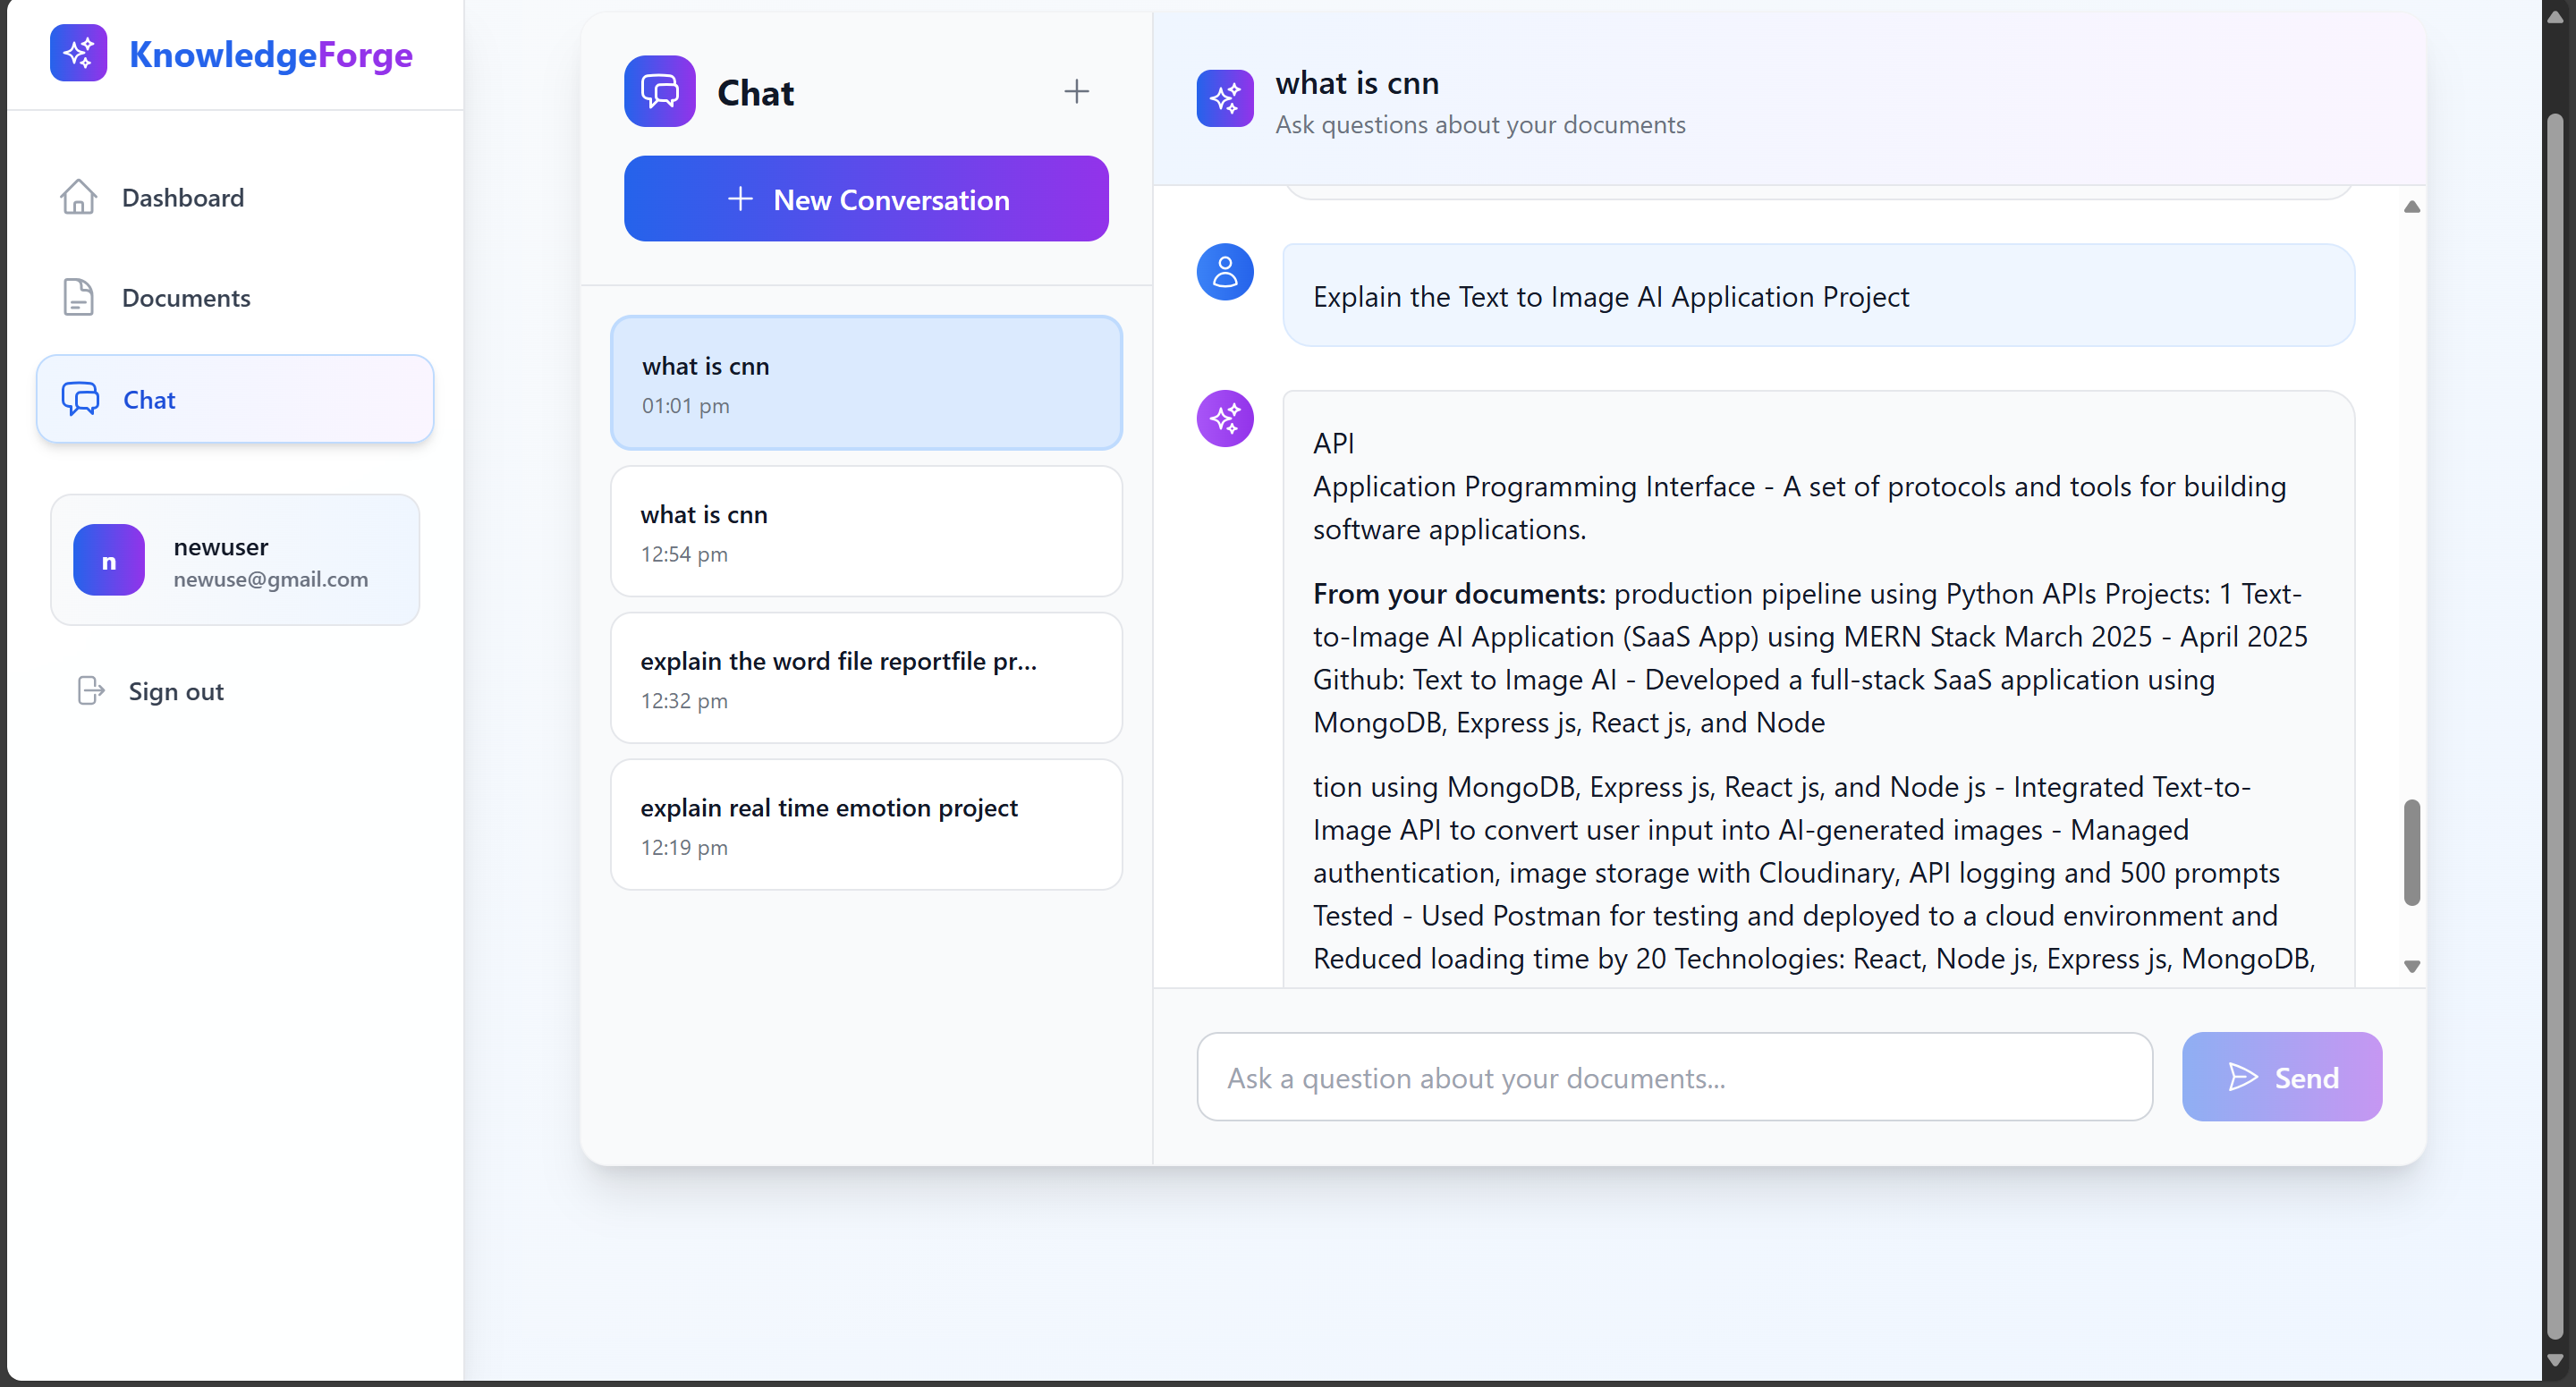 KnowledgeForge
Dashboard
Documents
Chat
n
newuser
newuse@gmail.com
Sign out
Chat
New Conversation
what is cnn
01:01 pm
what is cnn
12:54 pm
explain the word file reportfile pr...
12:32 pm
explain real time emotion project
12:19 pm
what is cnn
Ask questions about your documents
Explain the Text to Image AI Application Project
API
Application Programming Interface - A set of protocols and tools for building
software applications.
From your documents: production pipeline using Python APIs Projects: 1 Text-
to-Image AI Application (SaaS App) using MERN Stack March 2025 - April 2025
Github: Text to Image AI - Developed a full-stack SaaS application using
MongoDB, Express js, React js, and Node
tion using MongoDB, Express js, React js, and Node js - Integrated Text-to-
Image API to convert user input into AI-generated images - Managed
authentication, image storage with Cloudinary, API logging and 500 prompts
Tested - Used Postman for testing and deployed to a cloud environment and
Reduced loading time by 20 Technologies: React, Node js, Express js, MongoDB,
Ask a question about your documents...
Send